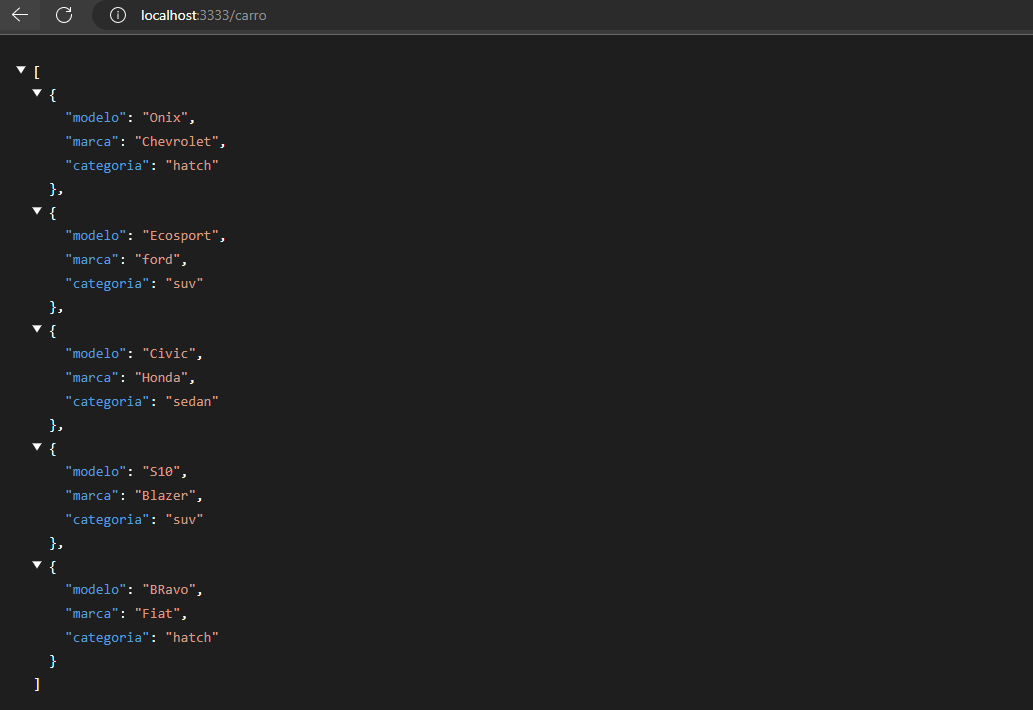 localhost:3333/carro
[
{
"modelo": "Onix",
"marca": "Chevrolet",
"categoria": "hatch"
},
{
"modelo": "Ecosport",
"marca": "ford",
"categoria": "suv"
},
{
"modelo": "Civic",
"marca": "Honda",
"categoria": "sedan"
},
{
"modelo": "S10",
"marca": "Blazer",
"categoria": "suv"
},
{
"modelo": "BRavo",
"marca": "Fiat",
"categoria": "hatch"
}
]